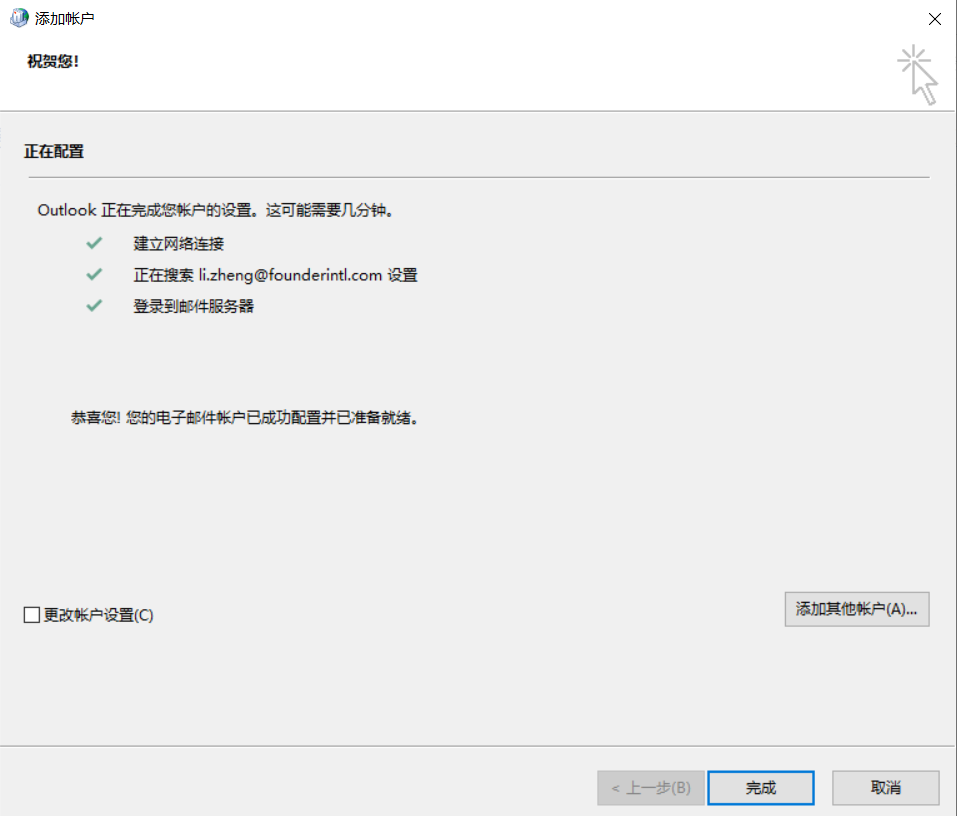 添加帐户
祝贺您!
正在配置
Outlook 正在完成您帐户的设置。这可能需要几分钟。
建立网络连接
正在搜索 li.zheng@founderintl.com 设置
登录到邮件服务器
恭喜您! 您的电子邮件帐户已成功配置并已准备就绪。
更改帐户设置(C)
添加其他帐户(A)...
< 上一步(B)
完成
取消